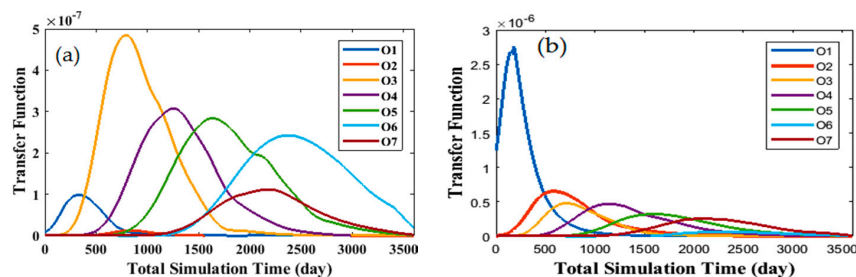 ×10⁻⁷
(a)
O1
O2
O3
O4
O5
O6
O7
Transfer Function
5
4
3
2
1
0
0 500 1000 1500 2000 2500 3000 3500
Total Simulation Time (day)
×10⁻⁶
(b)
O1
O2
O3
O4
O5
O6
O7
Transfer Function
3
2.5
2
1.5
1
0.5
0
0 500 1000 1500 2000 2500 3000 3500
Total Simulation Time (day)